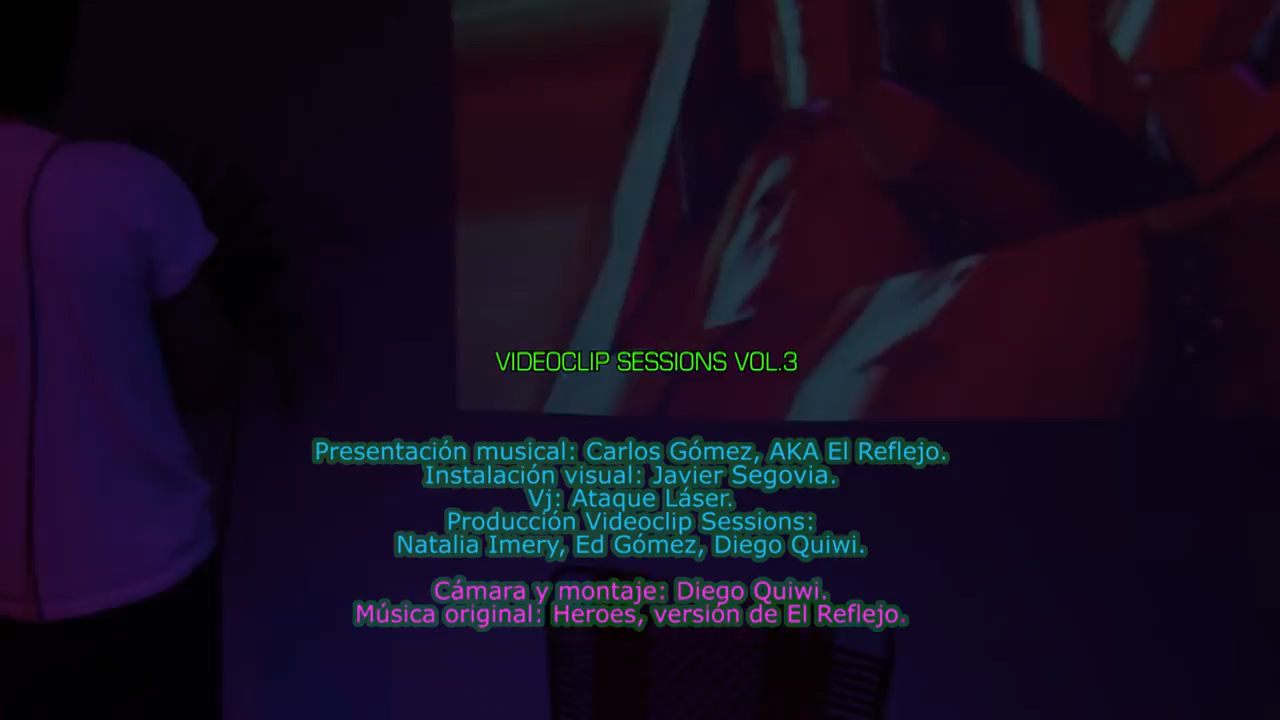 VIDEOCLIP SESSIONS VOL.3
Presentación musical: Carlos Gómez, AKA El Reflejo.
Instalación visual: Javier Segovia.
Vj: Ataque Láser.
Producción Videoclip Sessions:
Natalia Imery, Ed Gómez, Diego Quiwi.
Cámara y montaje: Diego Quiwi.
Música original: Heroes, versión de El Reflejo.